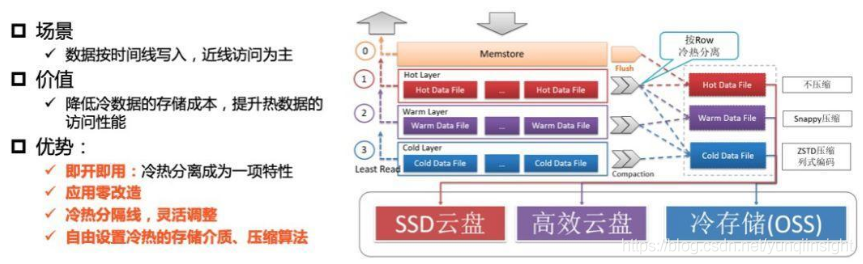 场景
数据按时间线写入，近线访问为主
价值
降低冷数据的存储成本，提升热数据的
访问性能
优势：
即开即用：冷热分离成为一项特性
应用零改造
冷热分隔线，灵活调整
自由设置冷热的存储介质、压缩算法
0
Memstore
Flush
按Row
冷热分离
1
Hot Layer
Hot Data File
...
Hot Data File
Hot Data File
不压缩
2
Warm Layer
Warm Data File
...
Warm Data File
Warm Data File
Snappy压缩
3
Cold Layer
Cold Data File
...
Cold Data File
Cold Data File
ZSTD压缩
列式编码
Least Read
Compaction
SSD云盘
高效云盘
冷存储(OSS)
https://blog.csdn.net/yunqiinsight